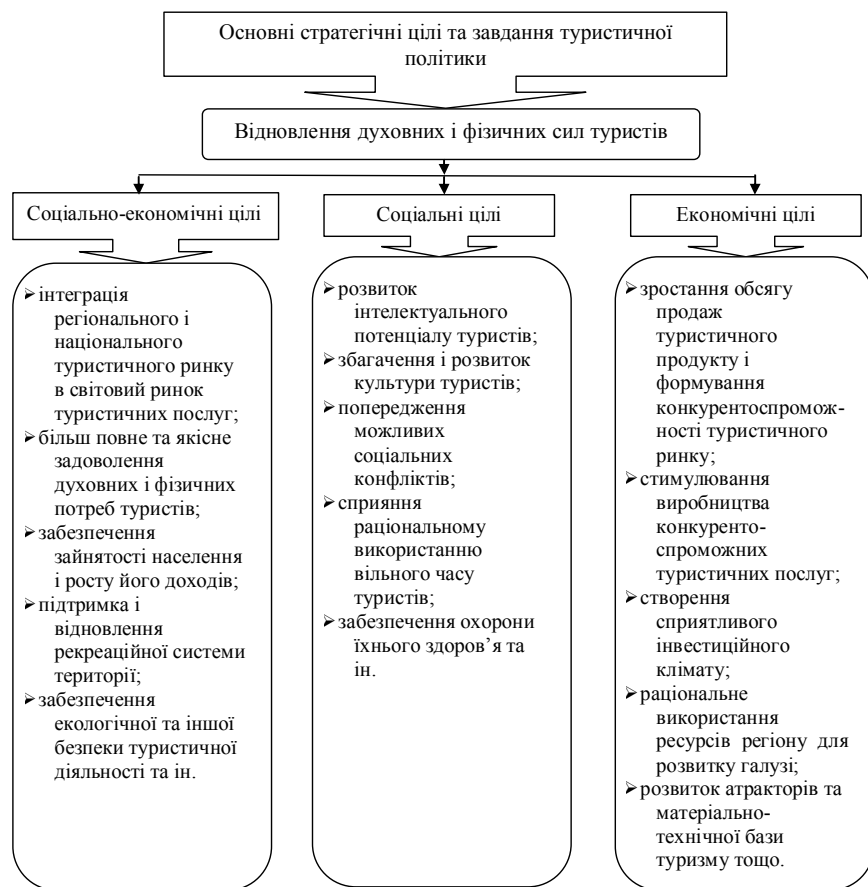 Основні стратегічні цілі та завдання туристичної
політики
Відновлення духовних і фізичних сил туристів
Соціально-економічні цілі
інтеграція
регіонального і
національного
туристичного ринку
в світовий ринок
туристичних послуг;
більш повне та якісне
задоволення
духовних і фізичних
потреб туристів;
забезпечення
зайнятості населення
і росту його доходів;
підтримка і
відновлення
рекреаційної системи
території;
забезпечення
екологічної та іншої
безпеки туристичної
діяльності та ін.
Соціальні цілі
розвиток
інтелектуального
потенціалу туристів;
збагачення і розвиток
культури туристів;
попередження
можливих
соціальних
конфліктів;
сприяння
раціональному
використанню
вільного часу
туристів;
забезпечення охорони
їхнього здоров’я та
ін.
Економічні цілі
зростання обсягу
продаж
туристичного
продукту і
формування
конкурентоспромож-
ності туристичного
ринку;
стимулювання
виробництва
конкуренто-
спроможних
туристичних послуг;
створення
сприятливого
інвестиційного
клімату;
раціональне
використання
ресурсів регіону для
розвитку галузі;
розвиток атракторів та
матеріально-
технічної бази
туризму тощо.